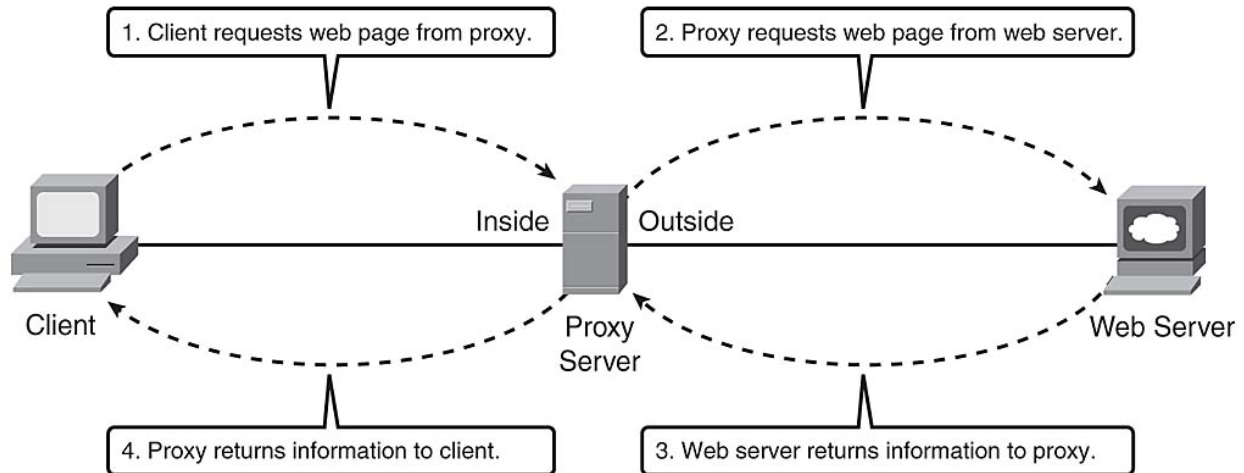 1. Client requests web page from proxy.
2. Proxy requests web page from web server.
Inside
Outside
Client
Proxy
Server
Web Server
4. Proxy returns information to client.
3. Web server returns information to proxy.